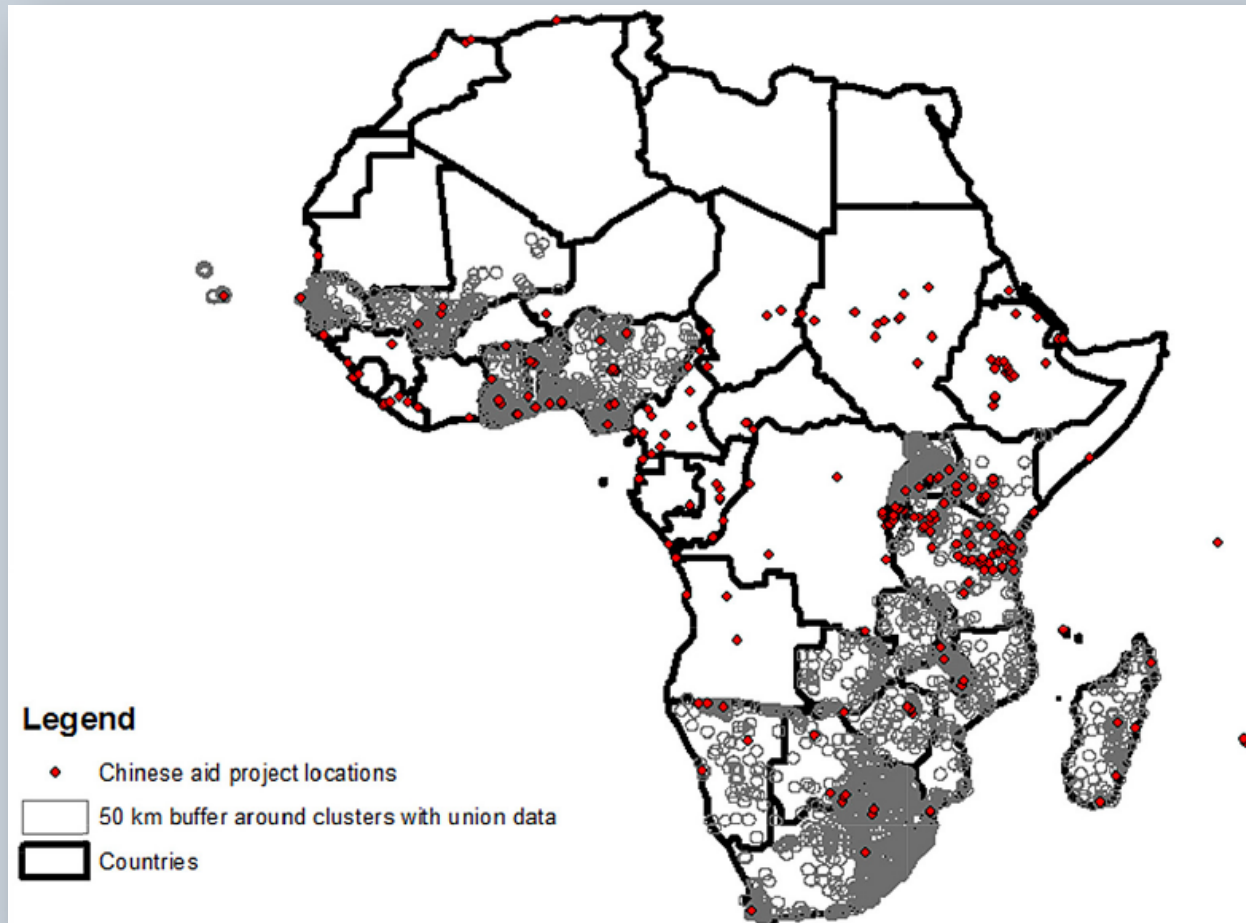 Legend
Chinese aid project locations
50 km buffer around clusters with union data
Countries